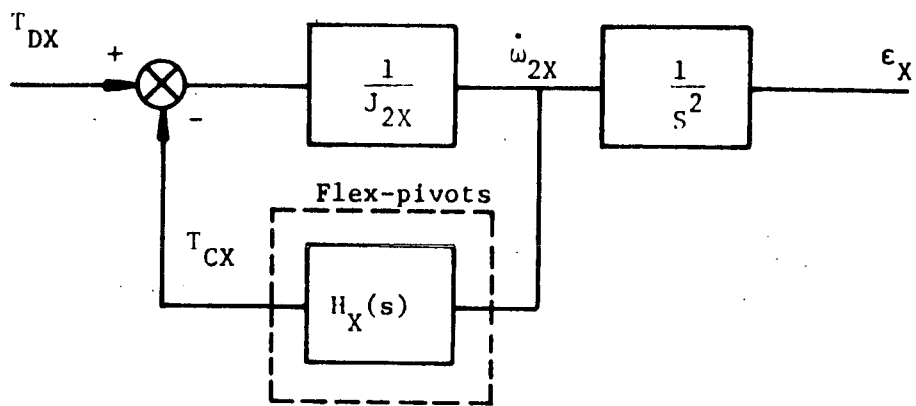 T_DX
+
-
1
J_2X
ω̇_2X
1
S^2
ε_X
Flex-pivots
T_CX
H_X(s)